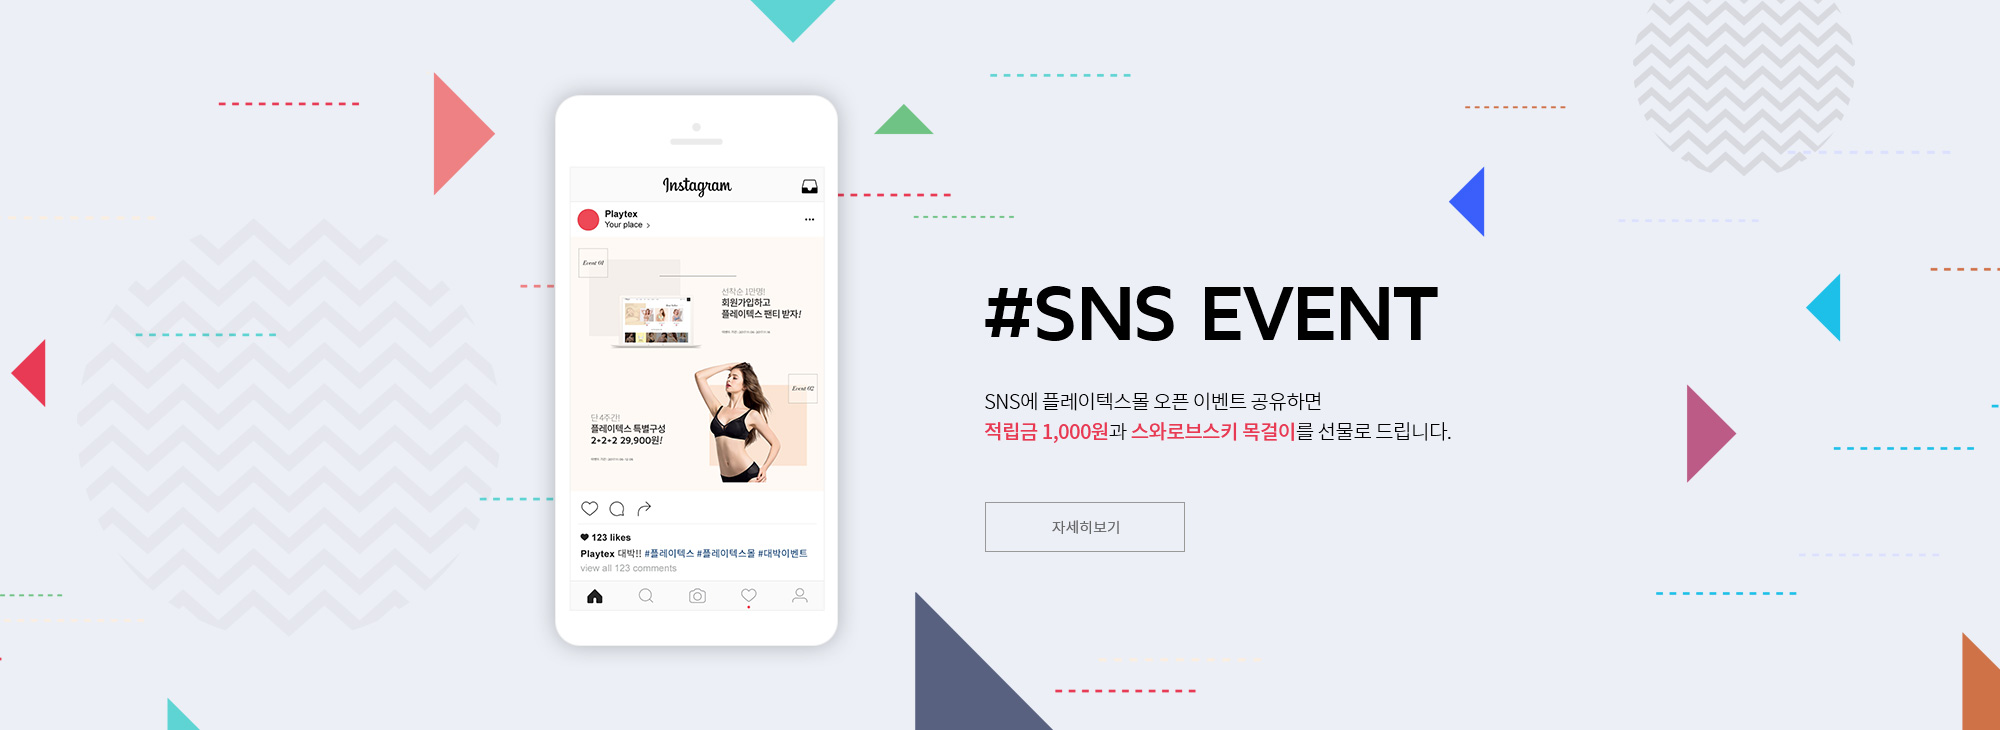 Instagram
Playtex
Your place >
Event 01
선착순 1만명!
회원가입하고
플레이텍스 팬티 받자!
Event 02
단 4주간!
플레이텍스 특별구성
2+2+2 29,900원!
123 likes
Playtex 대박!! #플레이텍스 #플레이텍스몰 #대박이벤트
view all 123 comments
#SNS EVENT
SNS에 플레이텍스몰 오픈 이벤트 공유하면
적립금 1,000원과 스와로브스키 목걸이를 선물로 드립니다.
자세히보기